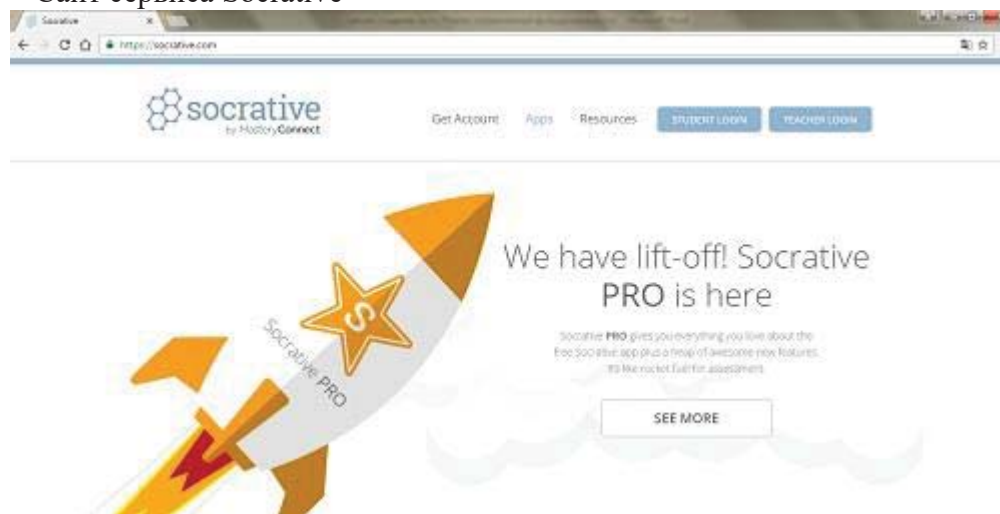 Сайт сервиса Socrative
Socrative
https://socrative.com
socrative
by MasteryConnect
Get Account Apps Resources STUDENT LOGIN TEACHER LOGIN
We have lift-off! Socrative
PRO is here
Socrative PRO gives you everything you love about the
free Socrative app plus a heap of awesome new features.
It's like rocket fuel for assessment.
SEE MORE
S
Socrative PRO